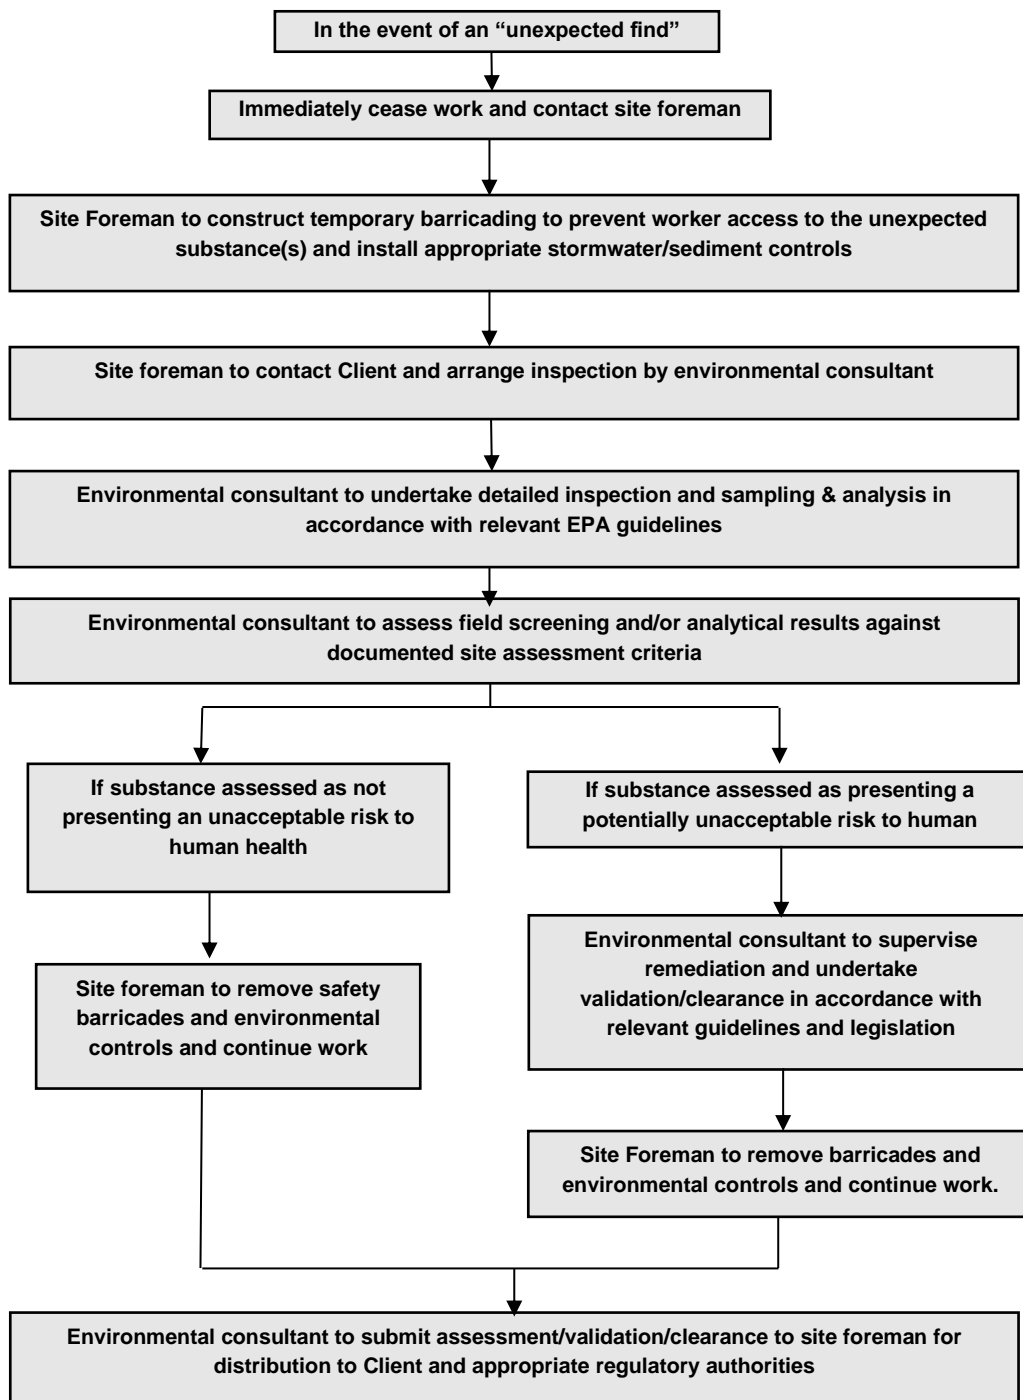 In the event of an “unexpected find”
Immediately cease work and contact site foreman
Site Foreman to construct temporary barricading to prevent worker access to the unexpected
substance(s) and install appropriate stormwater/sediment controls
Site foreman to contact Client and arrange inspection by environmental consultant
Environmental consultant to undertake detailed inspection and sampling & analysis in
accordance with relevant EPA guidelines
Environmental consultant to assess field screening and/or analytical results against
documented site assessment criteria
If substance assessed as not
presenting an unacceptable risk to
human health
If substance assessed as presenting a
potentially unacceptable risk to human
Site foreman to remove safety
barricades and environmental
controls and continue work
Environmental consultant to supervise
remediation and undertake
validation/clearance in accordance with
relevant guidelines and legislation
Site Foreman to remove barricades and
environmental controls and continue work.
Environmental consultant to submit assessment/validation/clearance to site foreman for
distribution to Client and appropriate regulatory authorities